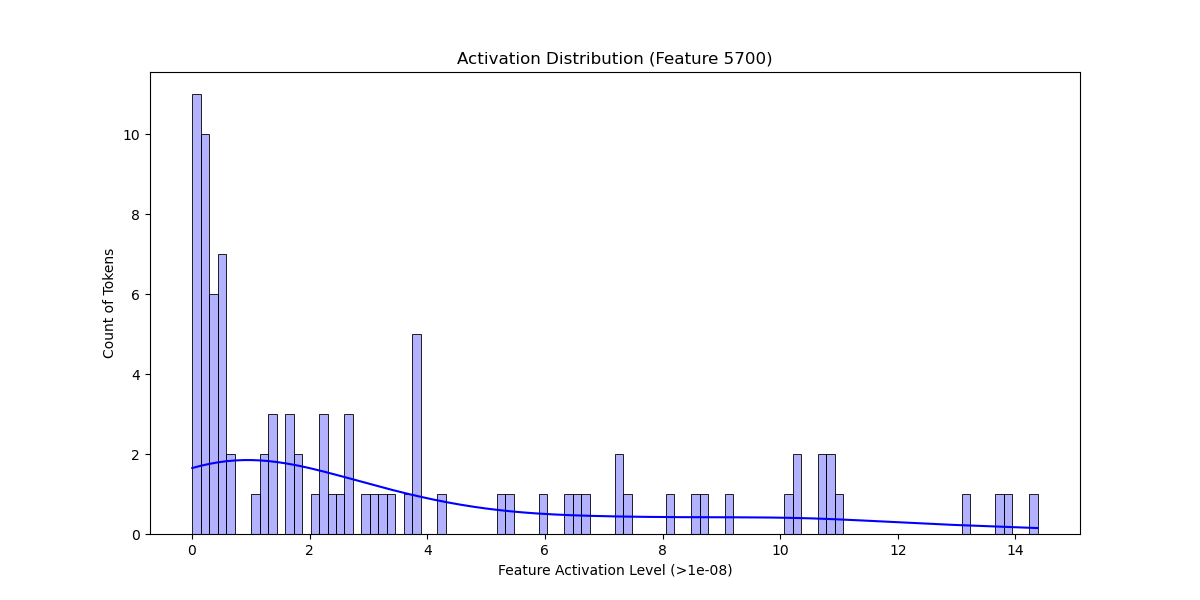 Activation Distribution (Feature 5700)
Count of Tokens
10
8
6
4
2
0
0 2 4 6 8 10 12 14
Feature Activation Level (>1e-08)